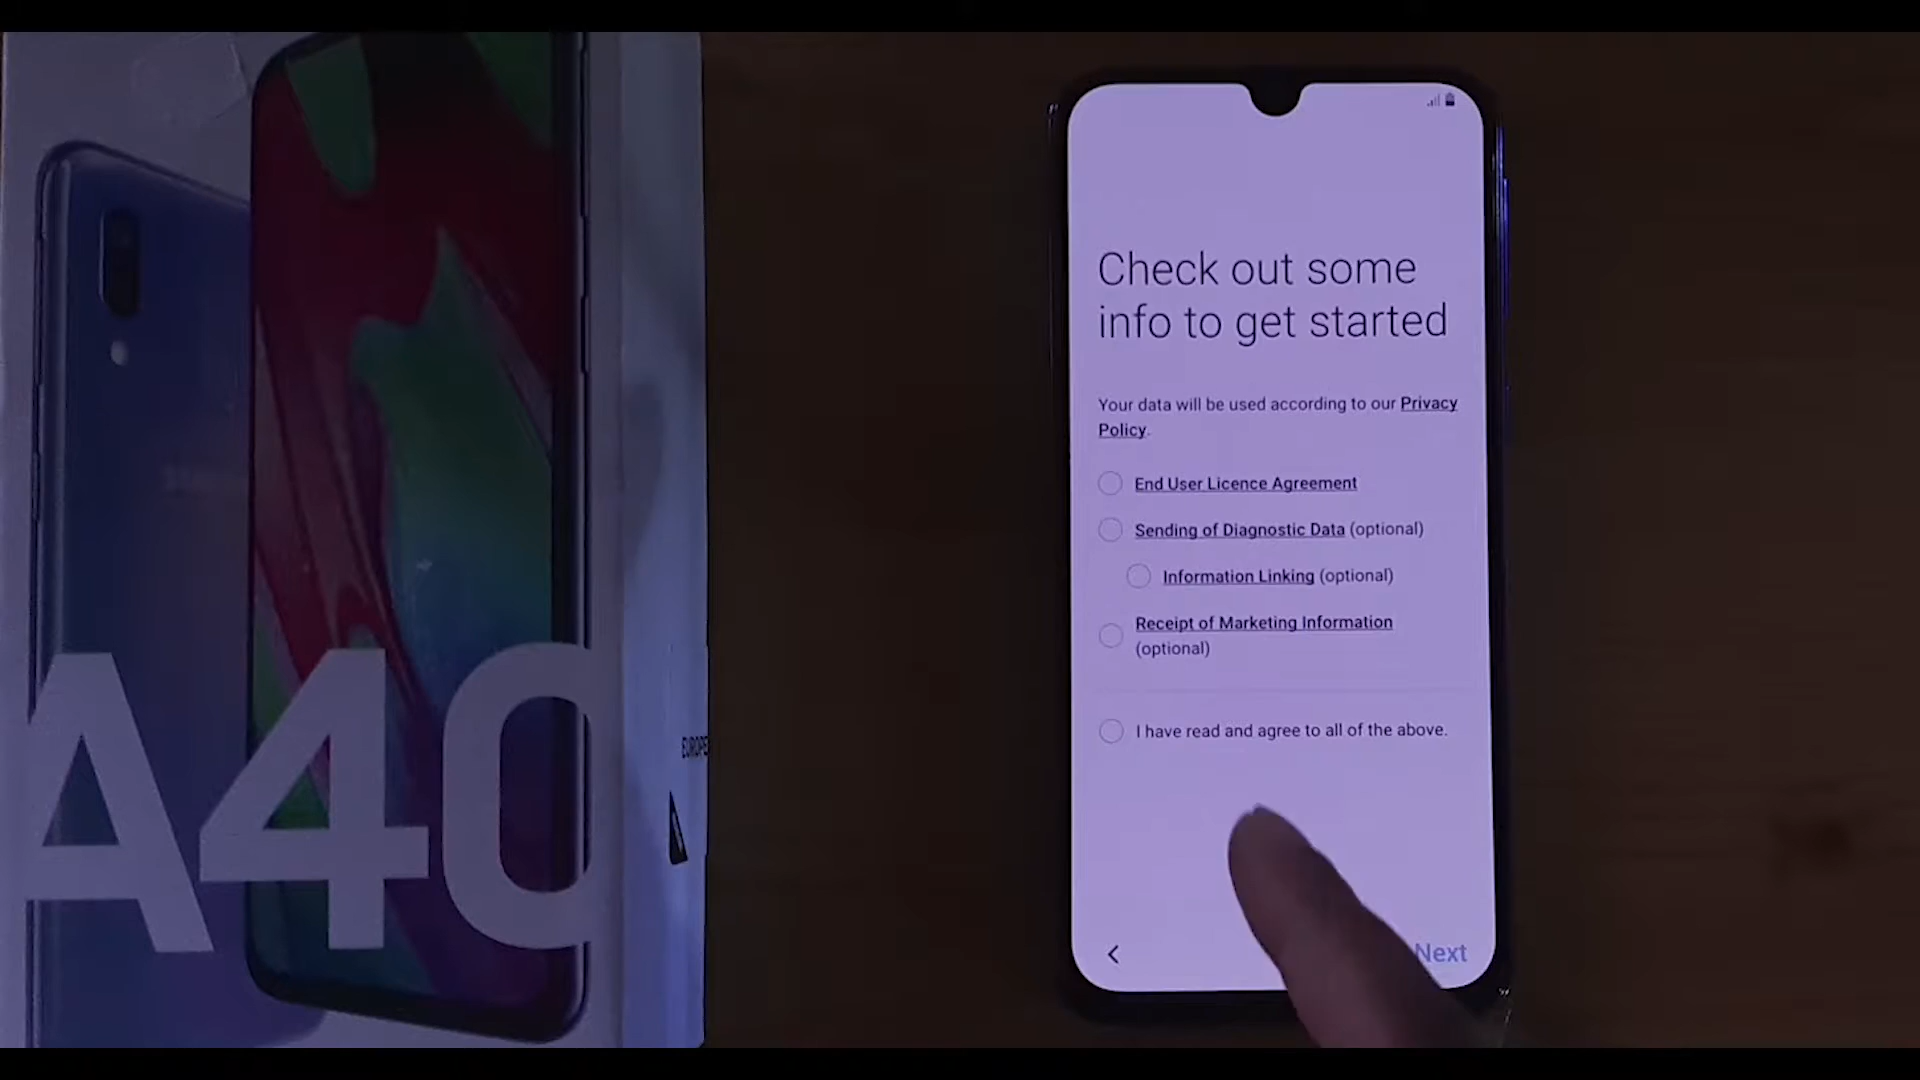 A40
EUROPE
Check out some
info to get started
Your data will be used according to our Privacy
Policy.
End User Licence Agreement
Sending of Diagnostic Data (optional)
Information Linking (optional)
Receipt of Marketing Information
(optional)
I have read and agree to all of the above.
Next